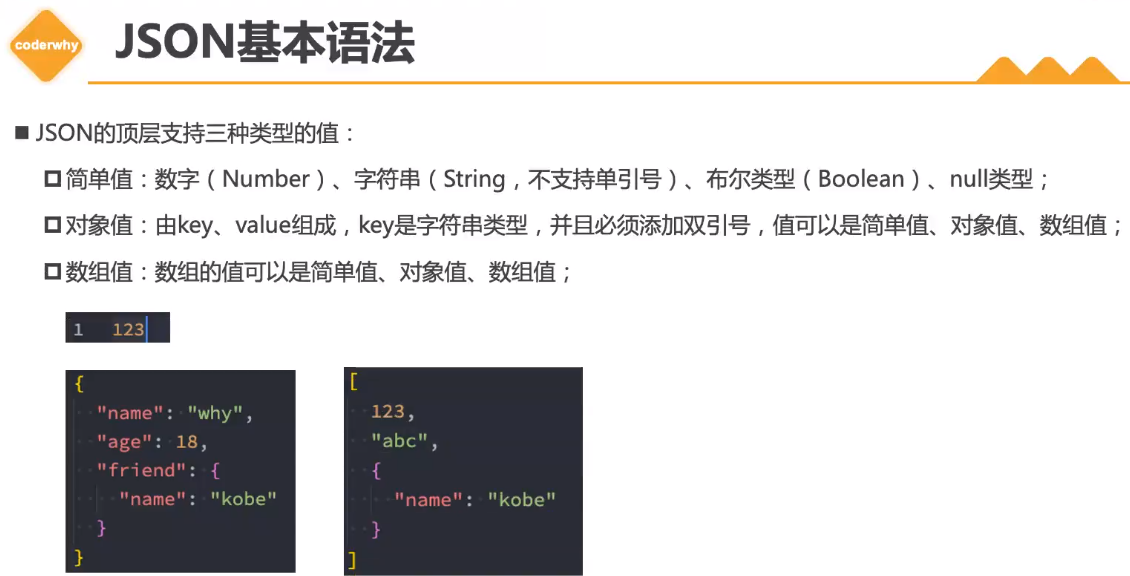 coderwhy
JSON基本语法
JSON的顶层支持三种类型的值：
简单值：数字（Number）、字符串（String，不支持单引号）、布尔类型（Boolean）、null类型；
对象值：由key、value组成，key是字符串类型，并且必须添加双引号，值可以是简单值、对象值、数组值；
数组值：数组的值可以是简单值、对象值、数组值；
1 123
{
"name": "why",
"age": 18,
"friend": {
"name": "kobe"
}
}
[
123,
"abc",
{
"name": "kobe"
}
]